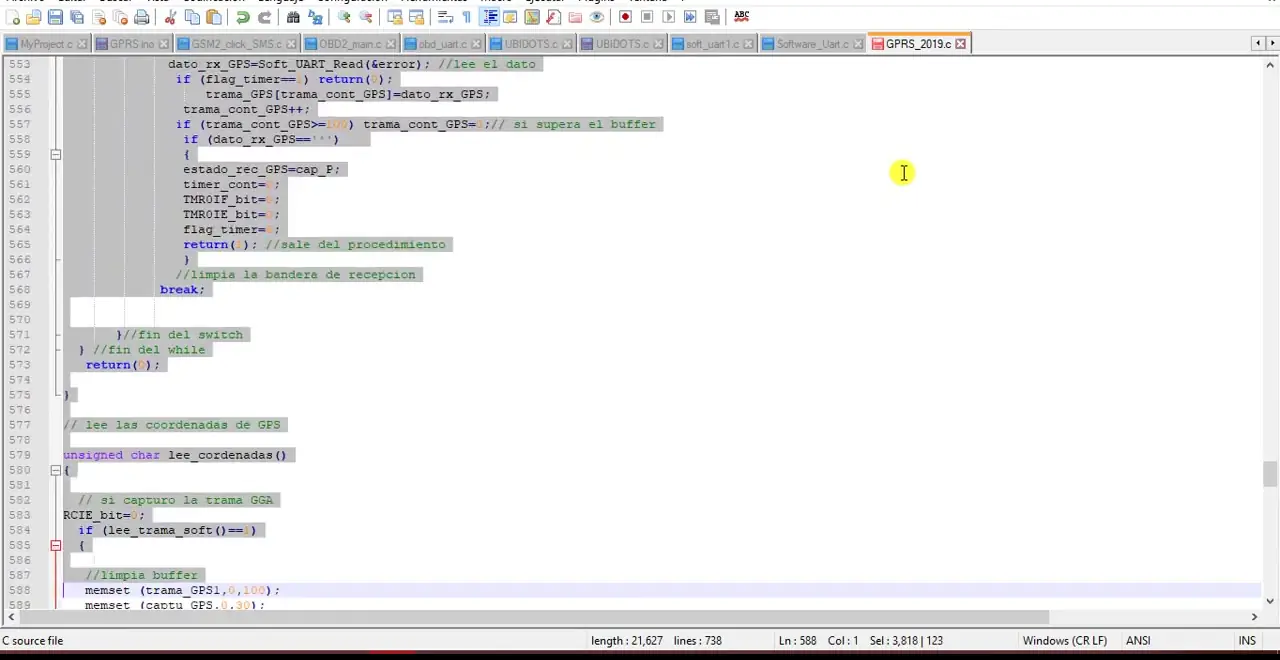 MyProject.c GPRS.ino GSM2_click_SMS.c OBD2_main.c obd_uart.c UBIDOTS.c UBIDOTS.c soft_uart1.c Software_Uart.c GPRS_2019.c
553 dato_rx_GPS=Soft_UART_Read(&error); //lee el dato
554 if (flag_timer==1) return(0);
555 trama_GPS[trama_cont_GPS]=dato_rx_GPS;
556 trama_cont_GPS++;
557 if (trama_cont_GPS>=100) trama_cont_GPS=0;// si supera el buffer
558 if (dato_rx_GPS=='*')
559 {
560 estado_rec_GPS=cap_P;
561 timer_cont=0;
562 TMR0IF_bit=0;
563 TMR0IE_bit=0;
564 flag_timer=0;
565 return(1); //sale del procedimiento
566 }
567 //limpia la bandera de recepcion
568 break;
569
570
571 }//fin del switch
572 } //fin del while
573 return(0);
574
575 }
576
577 // lee las coordenadas de GPS
578
579 unsigned char lee_cordenadas()
580 {
581
582 // si capturo la trama GGA
583 RCIE_bit=0;
584 if (lee_trama_soft()==1)
585 {
586
587 //limpia buffer
588 memset (trama_GPS1,0,100);
589 memset (captu_GPS,0,30);
C source file length : 21,627 lines : 738 Ln : 588 Col : 1 Sel : 3,818 | 123 Windows (CR LF) ANSI INS